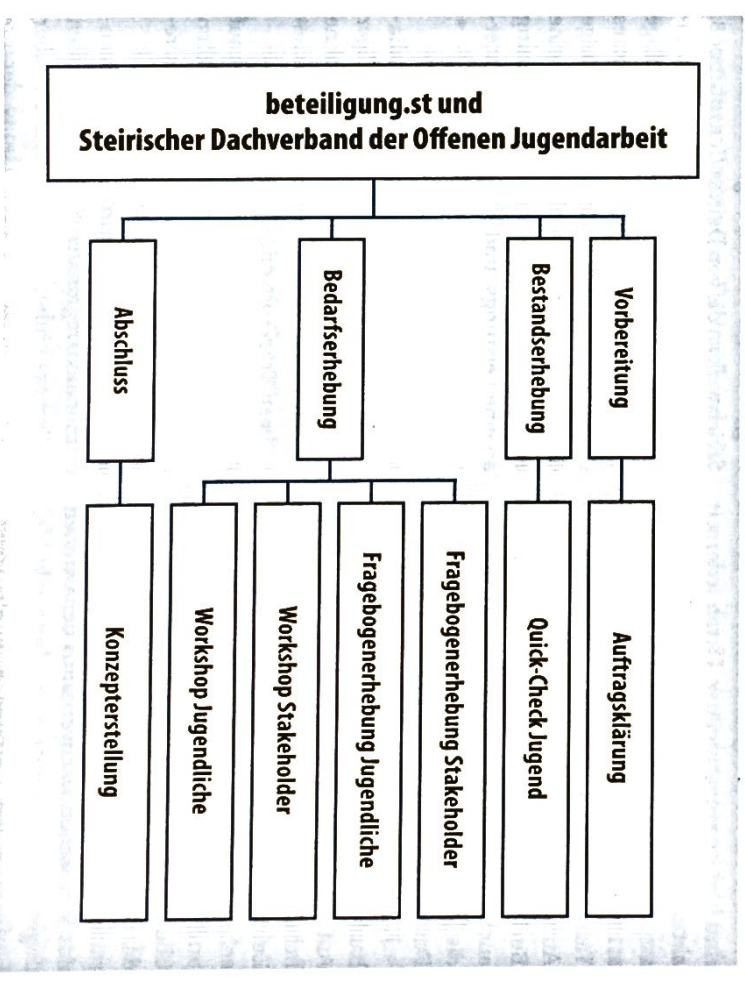 beteiligung.st und
Steirischer Dachverband der Offenen Jugendarbeit
Vorbereitung
Auftragsklärung
Bestandserhebung
Quick-Check Jugend
Bedarfserhebung
Fragebogenerhebung Stakeholder
Fragebogenerhebung Jugendliche
Workshop Stakeholder
Workshop Jugendliche
Abschluss
Konzepterstellung